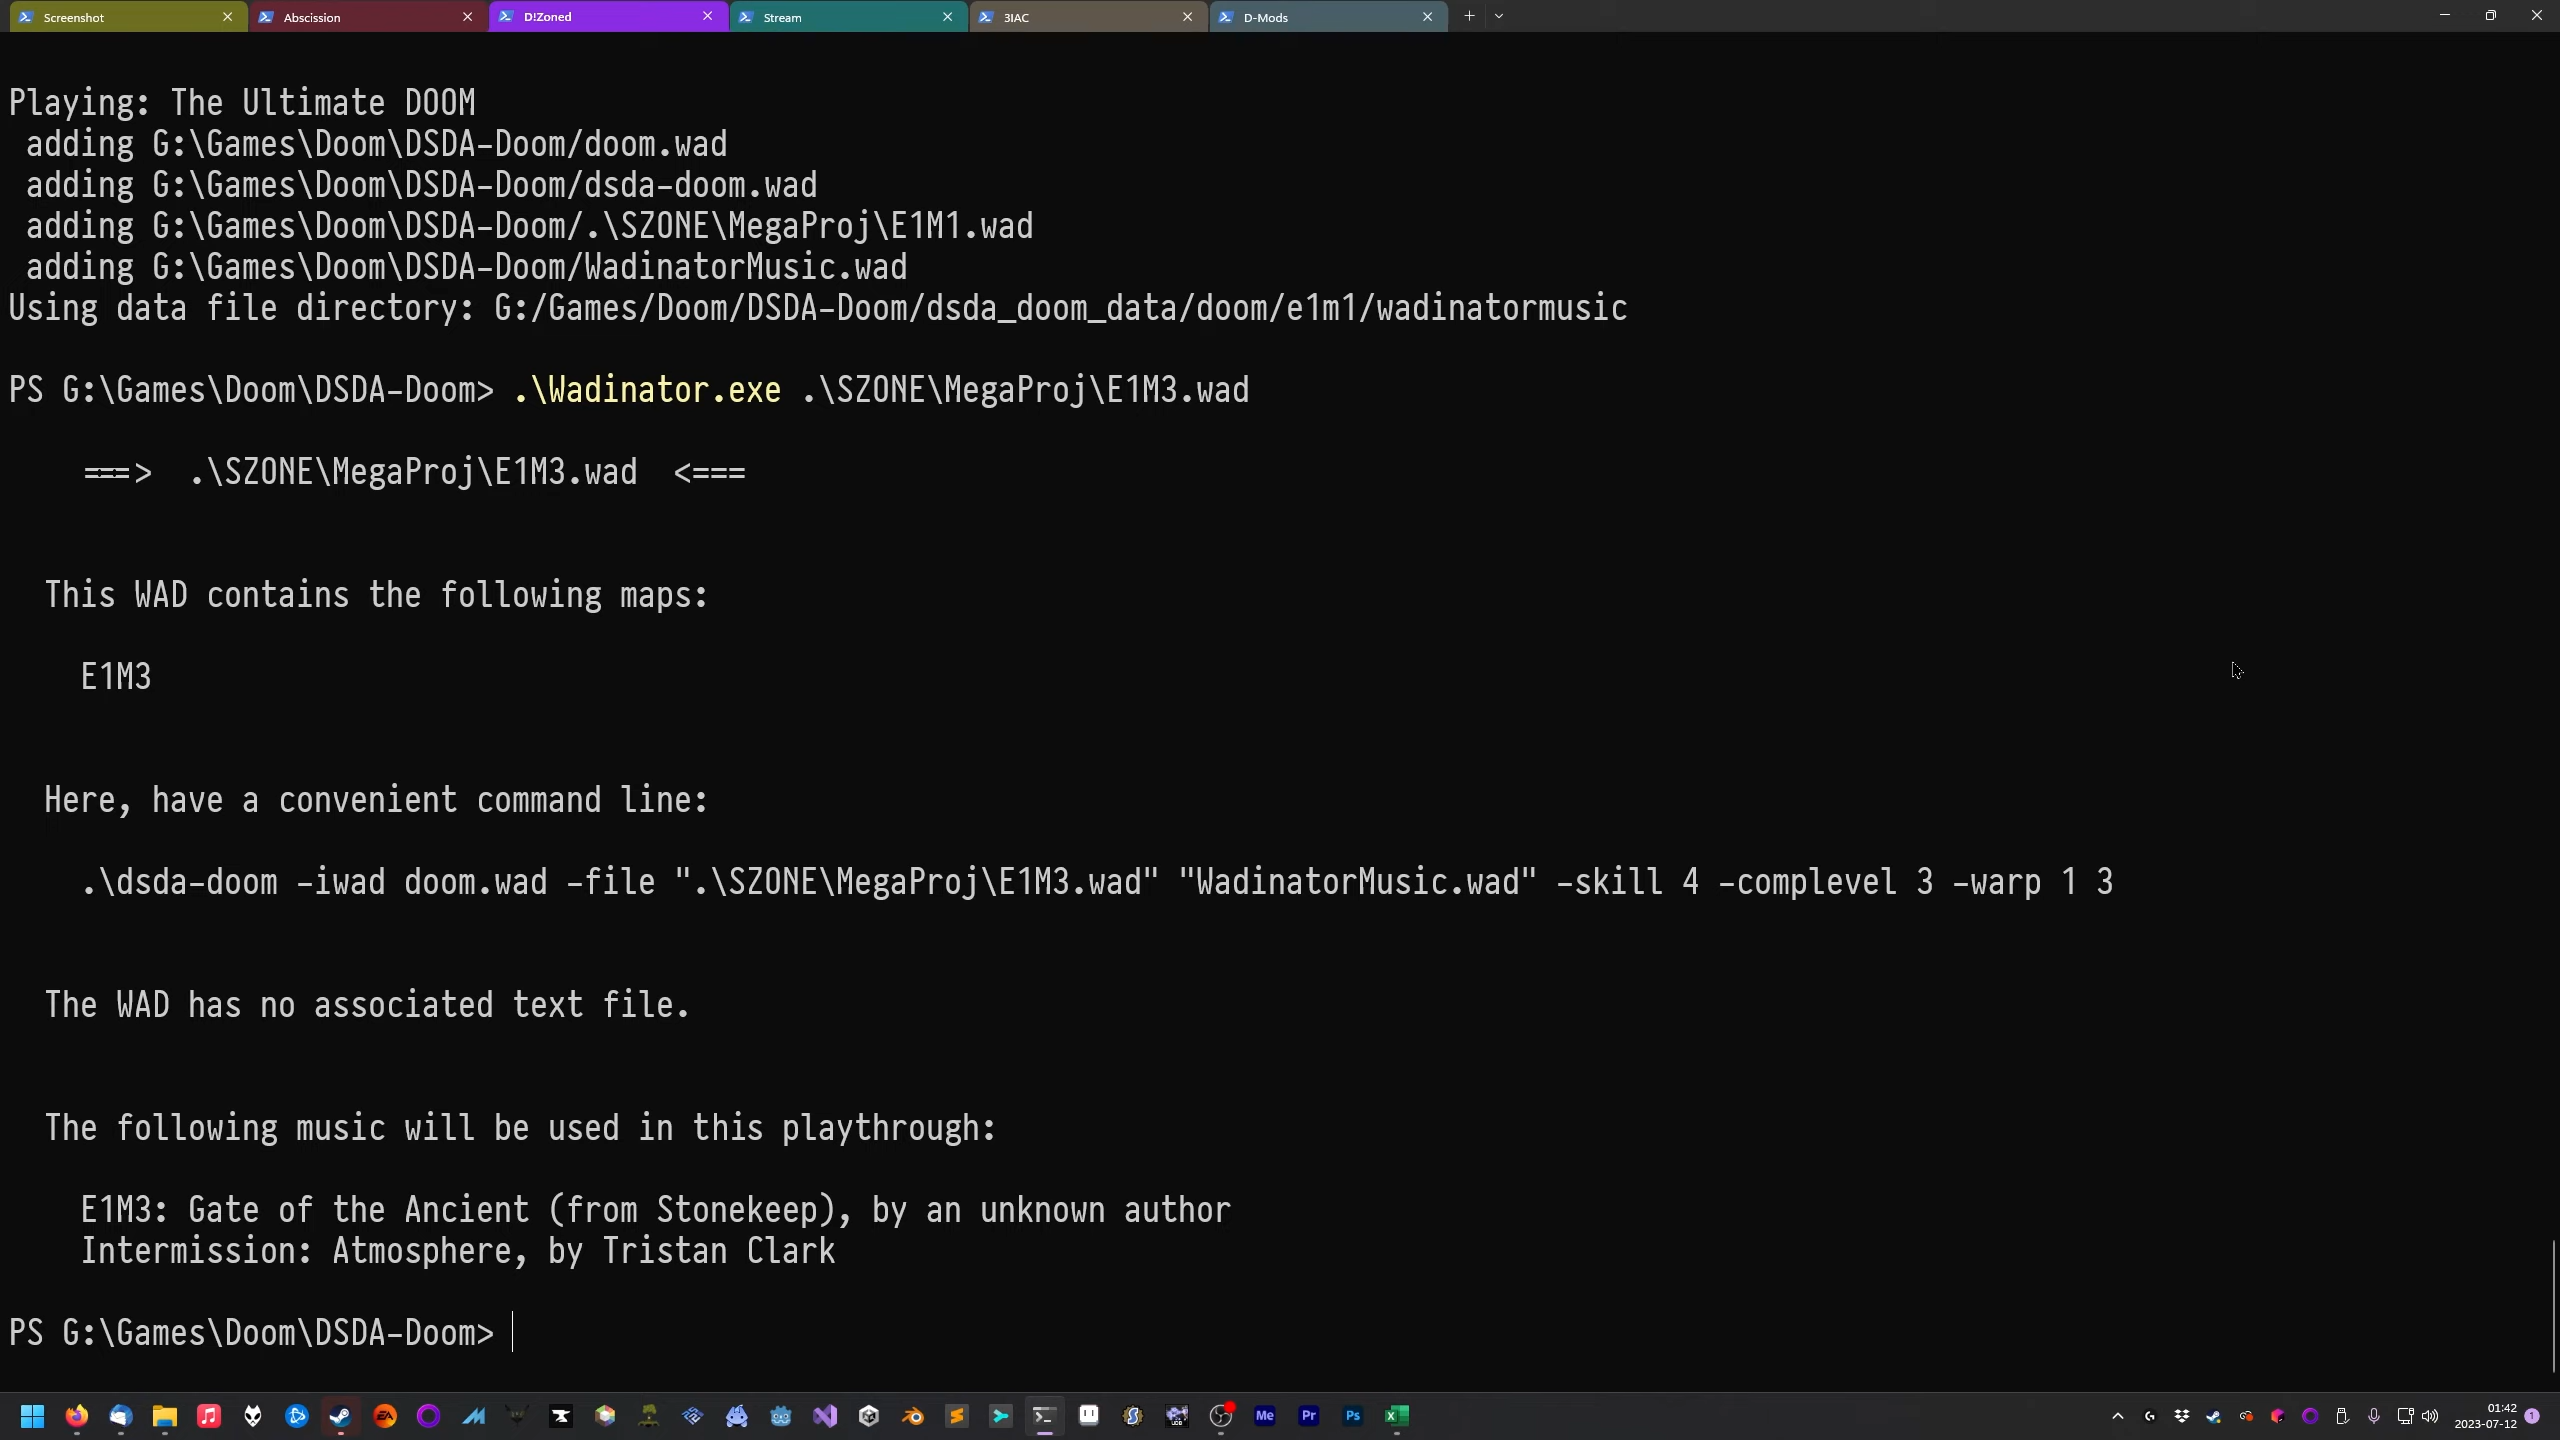 Screenshot
Abscission
D!Zoned
Stream
3IAC
D-Mods
Playing: The Ultimate DOOM
adding G:\Games\Doom\DSDA-Doom/doom.wad
adding G:\Games\Doom\DSDA-Doom/dsda-doom.wad
adding G:\Games\Doom\DSDA-Doom/.\SZONE\MegaProj\E1M1.wad
adding G:\Games\Doom\DSDA-Doom/WadinatorMusic.wad
Using data file directory: G:/Games/Doom/DSDA-Doom/dsda_doom_data/doom/e1m1/wadinatormusic
PS G:\Games\Doom\DSDA-Doom> .\Wadinator.exe .\SZONE\MegaProj\E1M3.wad
===> .\SZONE\MegaProj\E1M3.wad <===
This WAD contains the following maps:
E1M3
Here, have a convenient command line:
.\dsda-doom -iwad doom.wad -file ".\SZONE\MegaProj\E1M3.wad" "WadinatorMusic.wad" -skill 4 -complevel 3 -warp 1 3
The WAD has no associated text file.
The following music will be used in this playthrough:
E1M3: Gate of the Ancient (from Stonekeep), by an unknown author
Intermission: Atmosphere, by Tristan Clark
PS G:\Games\Doom\DSDA-Doom>
EA
Me
Pr
Ps
01:42
2023-07-12
1